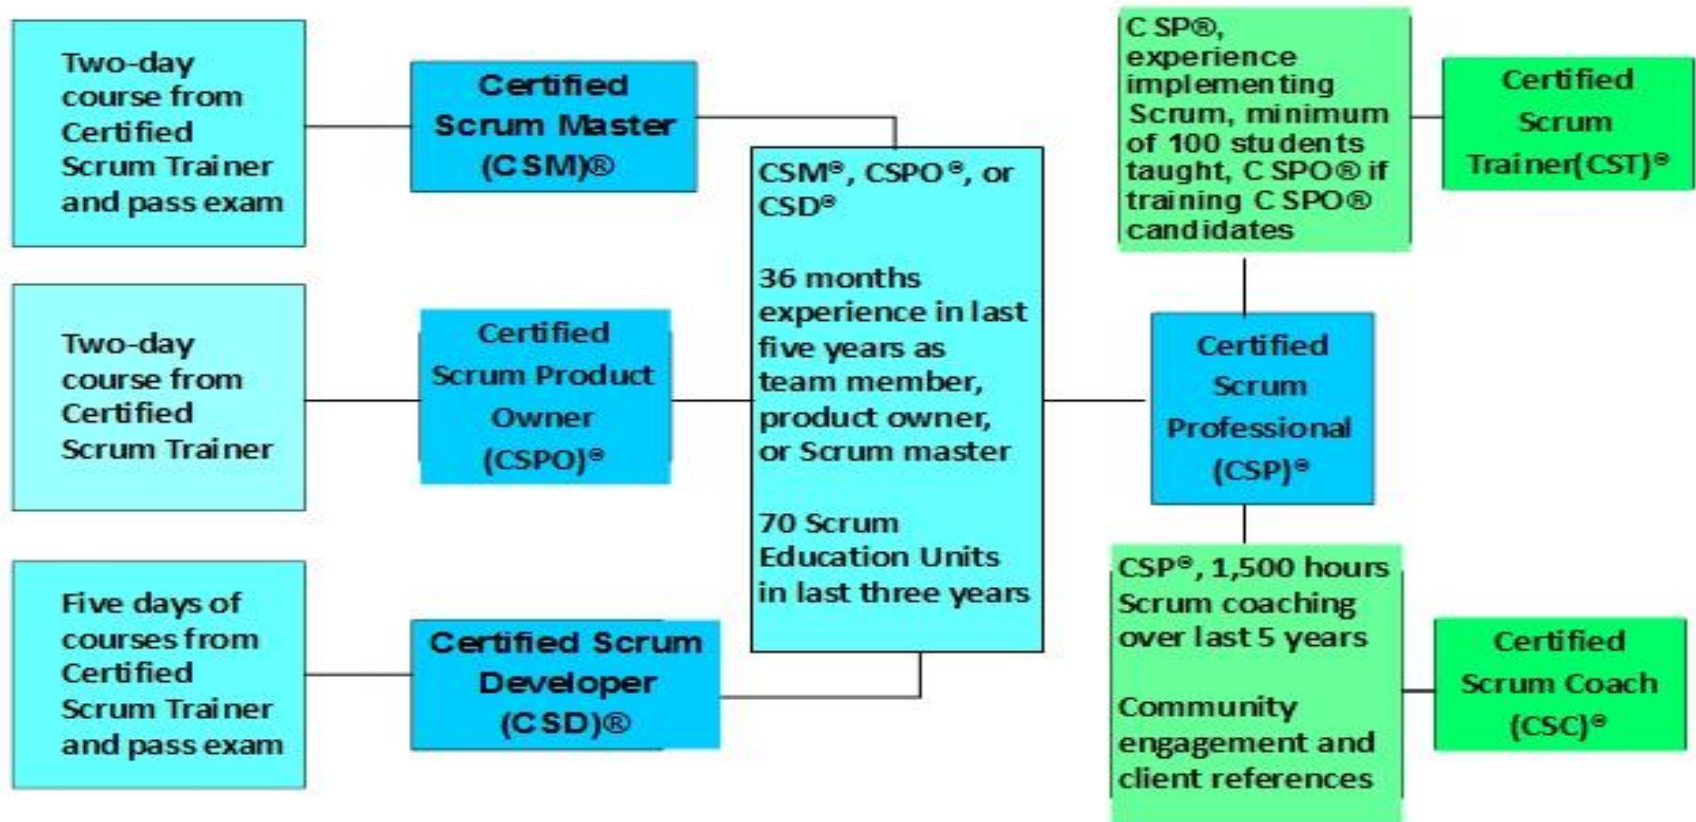 Two-day
course from
Certified
Scrum Trainer
and pass exam
Certified
Scrum Master
(CSM)®
Two-day
course from
Certified
Scrum Trainer
Certified
Scrum Product
Owner
(CSPO)®
Five days of
courses from
Certified
Scrum Trainer
and pass exam
Certified Scrum
Developer
(CSD)®
CSM®, CSPO®, or
CSD®
36 months
experience in last
five years as
team member,
product owner,
or Scrum master
70 Scrum
Education Units
in last three years
Certified
Scrum
Professional
(CSP)®
C SP®,
experience
implementing
Scrum, minimum
of 100 students
taught, C SPO® if
training C SPO®
candidates
Certified
Scrum
Trainer(CST)®
CSP®, 1,500 hours
Scrum coaching
over last 5 years
Community
engagement and
client references
Certified
Scrum Coach
(CSC)®